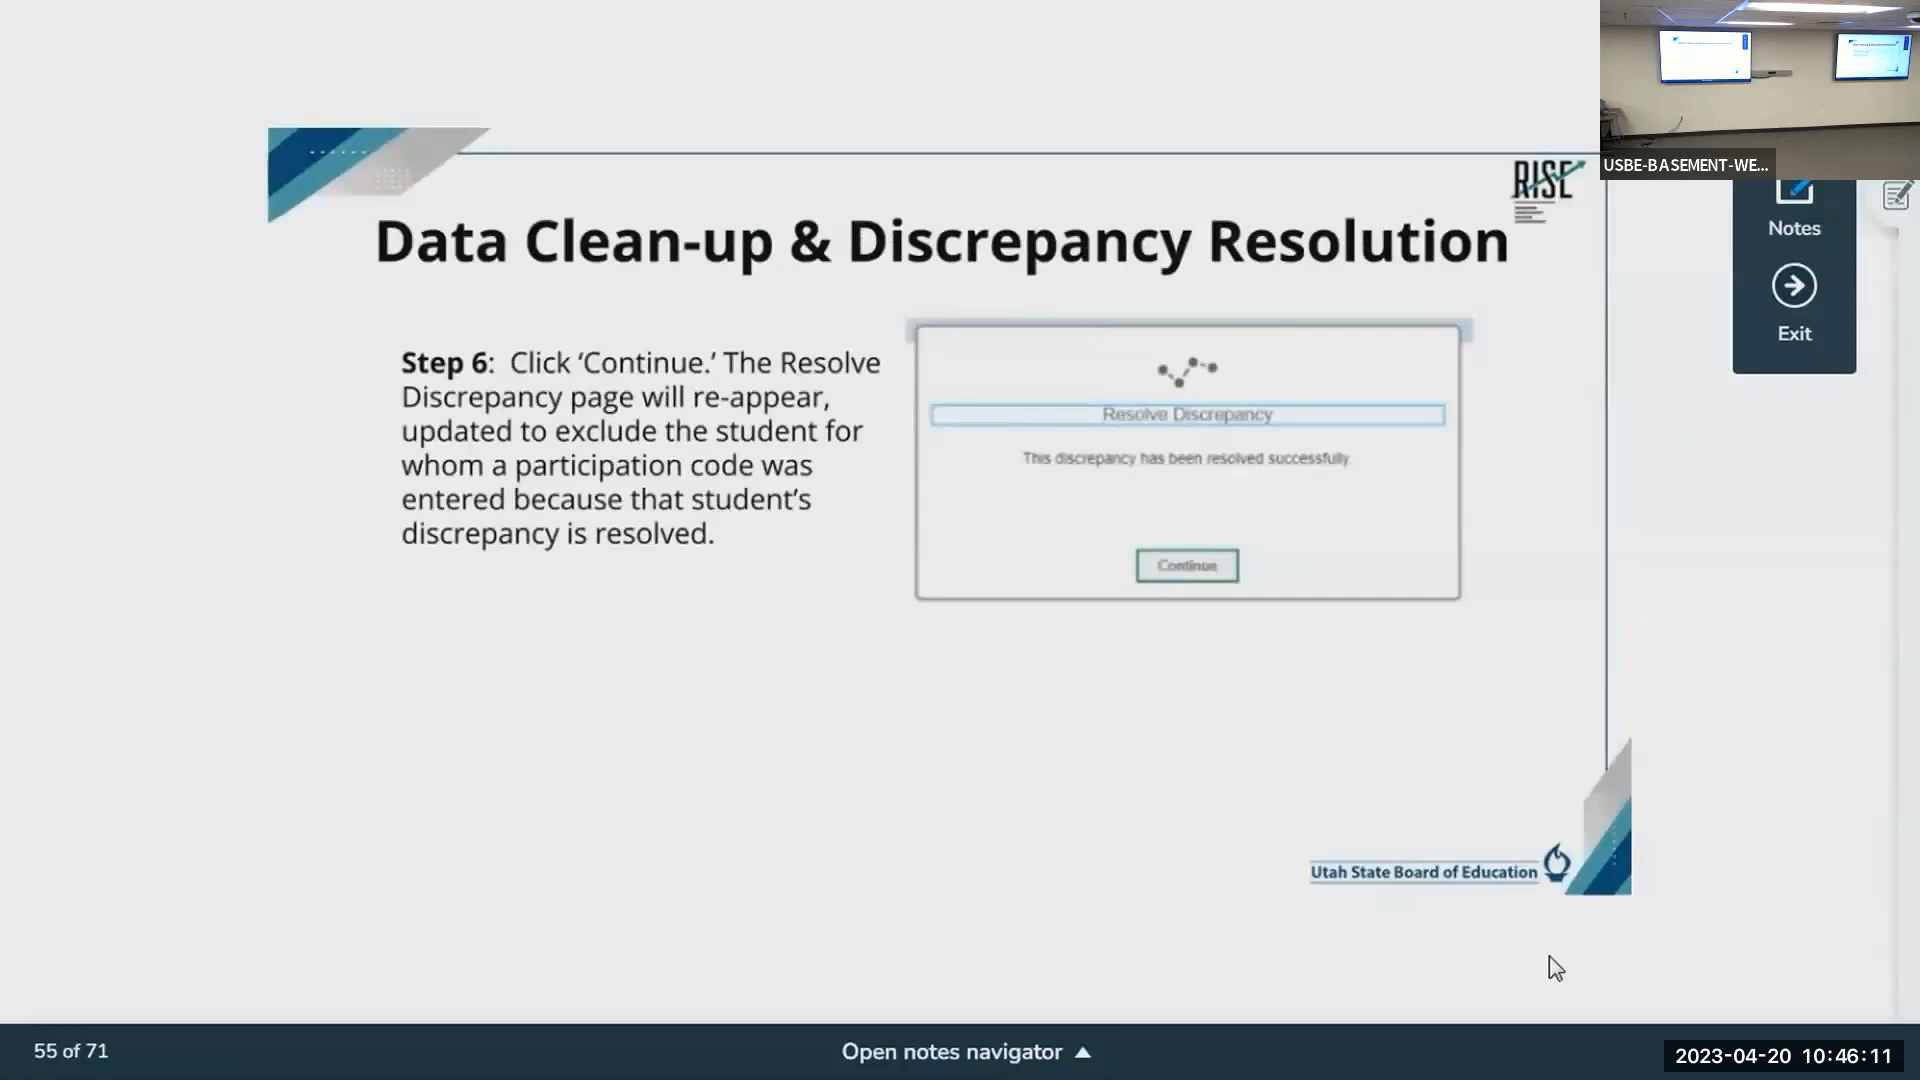 USBE-BASEMENT-WE...
RISE
Notes
Exit
Data Clean-up & Discrepancy Resolution
Step 6: Click ‘Continue.’ The Resolve
Discrepancy page will re-appear,
updated to exclude the student for
whom a participation code was
entered because that student’s
discrepancy is resolved.
Resolve Discrepancy
This discrepancy has been resolved successfully
Continue
Utah State Board of Education
55 of 71
Open notes navigator
2023-04-20 10:46:11